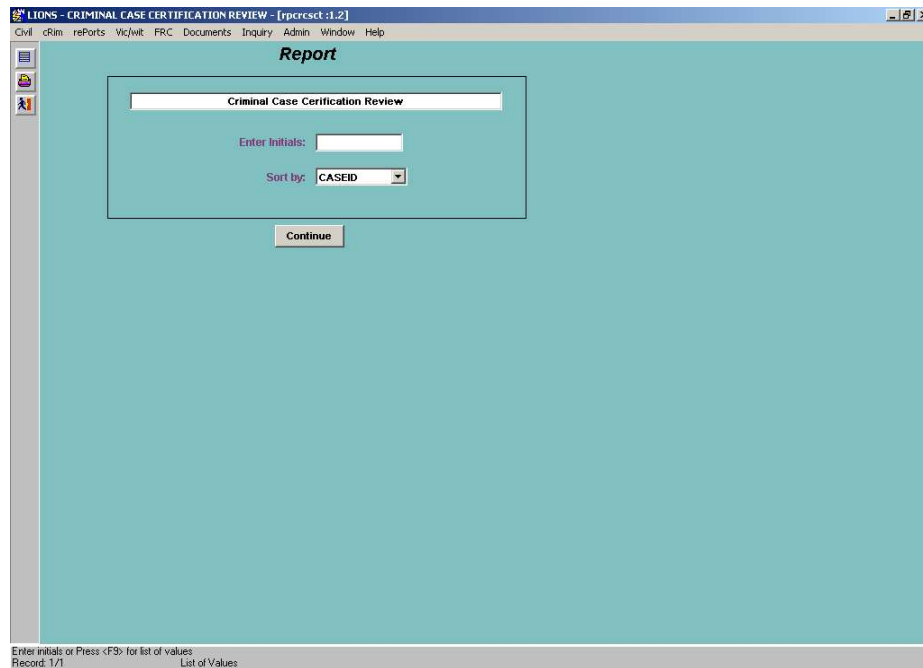 LIONS - CRIMINAL CASE CERTIFICATION REVIEW - [rpcrcsct :1.2]
Civil cRim rePorts Vic/wit FRC Documents Inquiry Admin Window Help
Report
Criminal Case Cerification Review
Enter Initials:
Sort by: CASEID
Continue
Enter initials or Press <F9> for list of values
Record: 1/1 List of Values